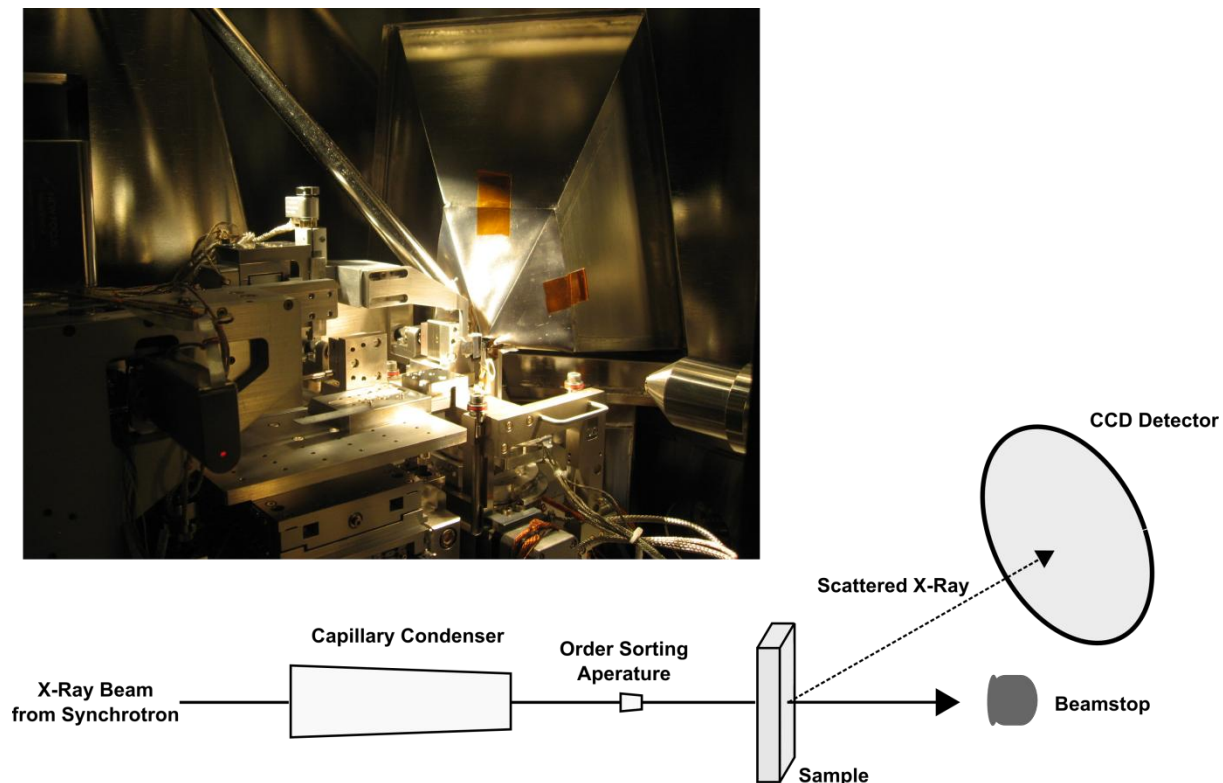 CCD Detector
Scattered X-Ray
Capillary Condenser
Order Sorting
Aperature
X-Ray Beam
from Synchrotron
Beamstop
Sample